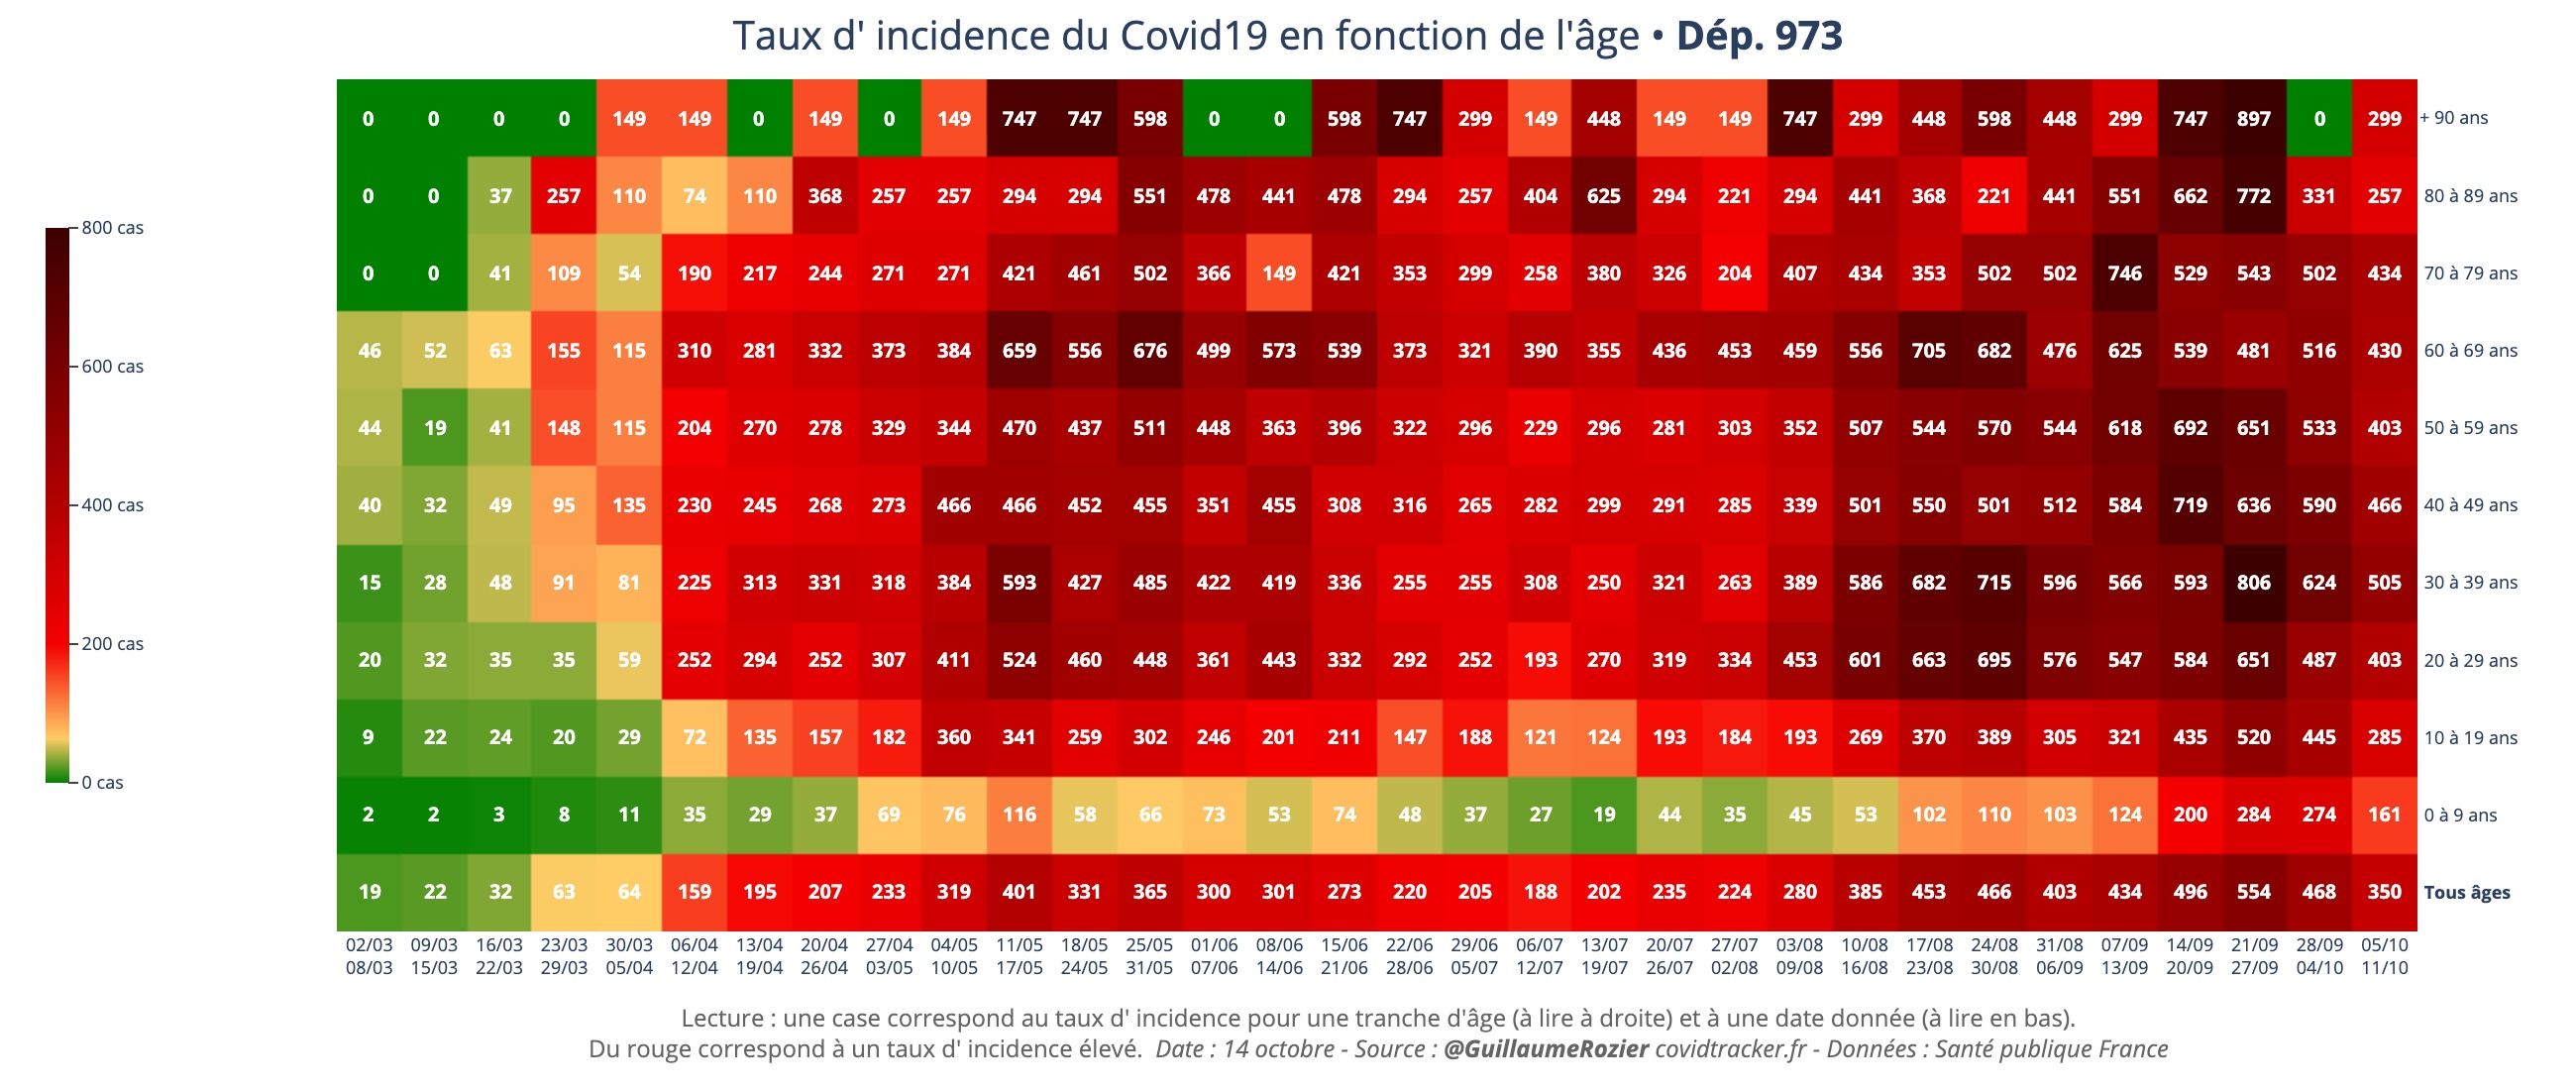 Taux d' incidence du Covid19 en fonction de l'âge • Dép. 973
800 cas
600 cas
400 cas
200 cas
0 cas
0 0 0 0 149 149 0 149 0 149 747 747 598 0 0 598 747 299 149 448 149 149 747 299 448 598 448 299 747 897 0 299 + 90 ans
0 0 37 257 110 74 110 368 257 257 294 294 551 478 441 478 294 257 404 625 294 221 294 441 368 221 441 551 662 772 331 257 80 à 89 ans
0 0 41 109 54 190 217 244 271 271 421 461 502 366 149 421 353 299 258 380 326 204 407 434 353 502 502 746 529 543 502 434 70 à 79 ans
46 52 63 155 115 310 281 332 373 384 659 556 676 499 573 539 373 321 390 355 436 453 459 556 705 682 476 625 539 481 516 430 60 à 69 ans
44 19 41 148 115 204 270 278 329 344 470 437 511 448 363 396 322 296 229 296 281 303 352 507 544 570 544 618 692 651 533 403 50 à 59 ans
40 32 49 95 135 230 245 268 273 466 466 452 455 351 455 308 316 265 282 299 291 285 339 501 550 501 512 584 719 636 590 466 40 à 49 ans
15 28 48 91 81 225 313 331 318 384 593 427 485 422 419 336 255 255 308 250 321 263 389 586 682 715 596 566 593 806 624 505 30 à 39 ans
20 32 35 35 59 252 294 252 307 411 524 460 448 361 443 332 292 252 193 270 319 334 453 601 663 695 576 547 584 651 487 403 20 à 29 ans
9 22 24 20 29 72 135 157 182 360 341 259 302 246 201 211 147 188 121 124 193 184 193 269 370 389 305 321 435 520 445 285 10 à 19 ans
2 2 3 8 11 35 29 37 69 76 116 58 66 73 53 74 48 37 27 19 44 35 45 53 102 110 103 124 200 284 274 161 0 à 9 ans
19 22 32 63 64 159 195 207 233 319 401 331 365 300 301 273 220 205 188 202 235 224 280 385 453 466 403 434 496 554 468 350 Tous âges
02/03 09/03 16/03 23/03 30/03 06/04 13/04 20/04 27/04 04/05 11/05 18/05 25/05 01/06 08/06 15/06 22/06 29/06 06/07 13/07 20/07 27/07 03/08 10/08 17/08 24/08 31/08 07/09 14/09 21/09 28/09 05/10
08/03 15/03 22/03 29/03 05/04 12/04 19/04 26/04 03/05 10/05 17/05 24/05 31/05 07/06 14/06 21/06 28/06 05/07 12/07 19/07 26/07 02/08 09/08 16/08 23/08 30/08 06/09 13/09 20/09 27/09 04/10 11/10
Lecture : une case correspond au taux d' incidence pour une tranche d'âge (à lire à droite) et à une date donnée (à lire en bas).
Du rouge correspond à un taux d' incidence élevé. Date : 14 octobre - Source : @GuillaumeRozier covidtracker.fr - Données : Santé publique France